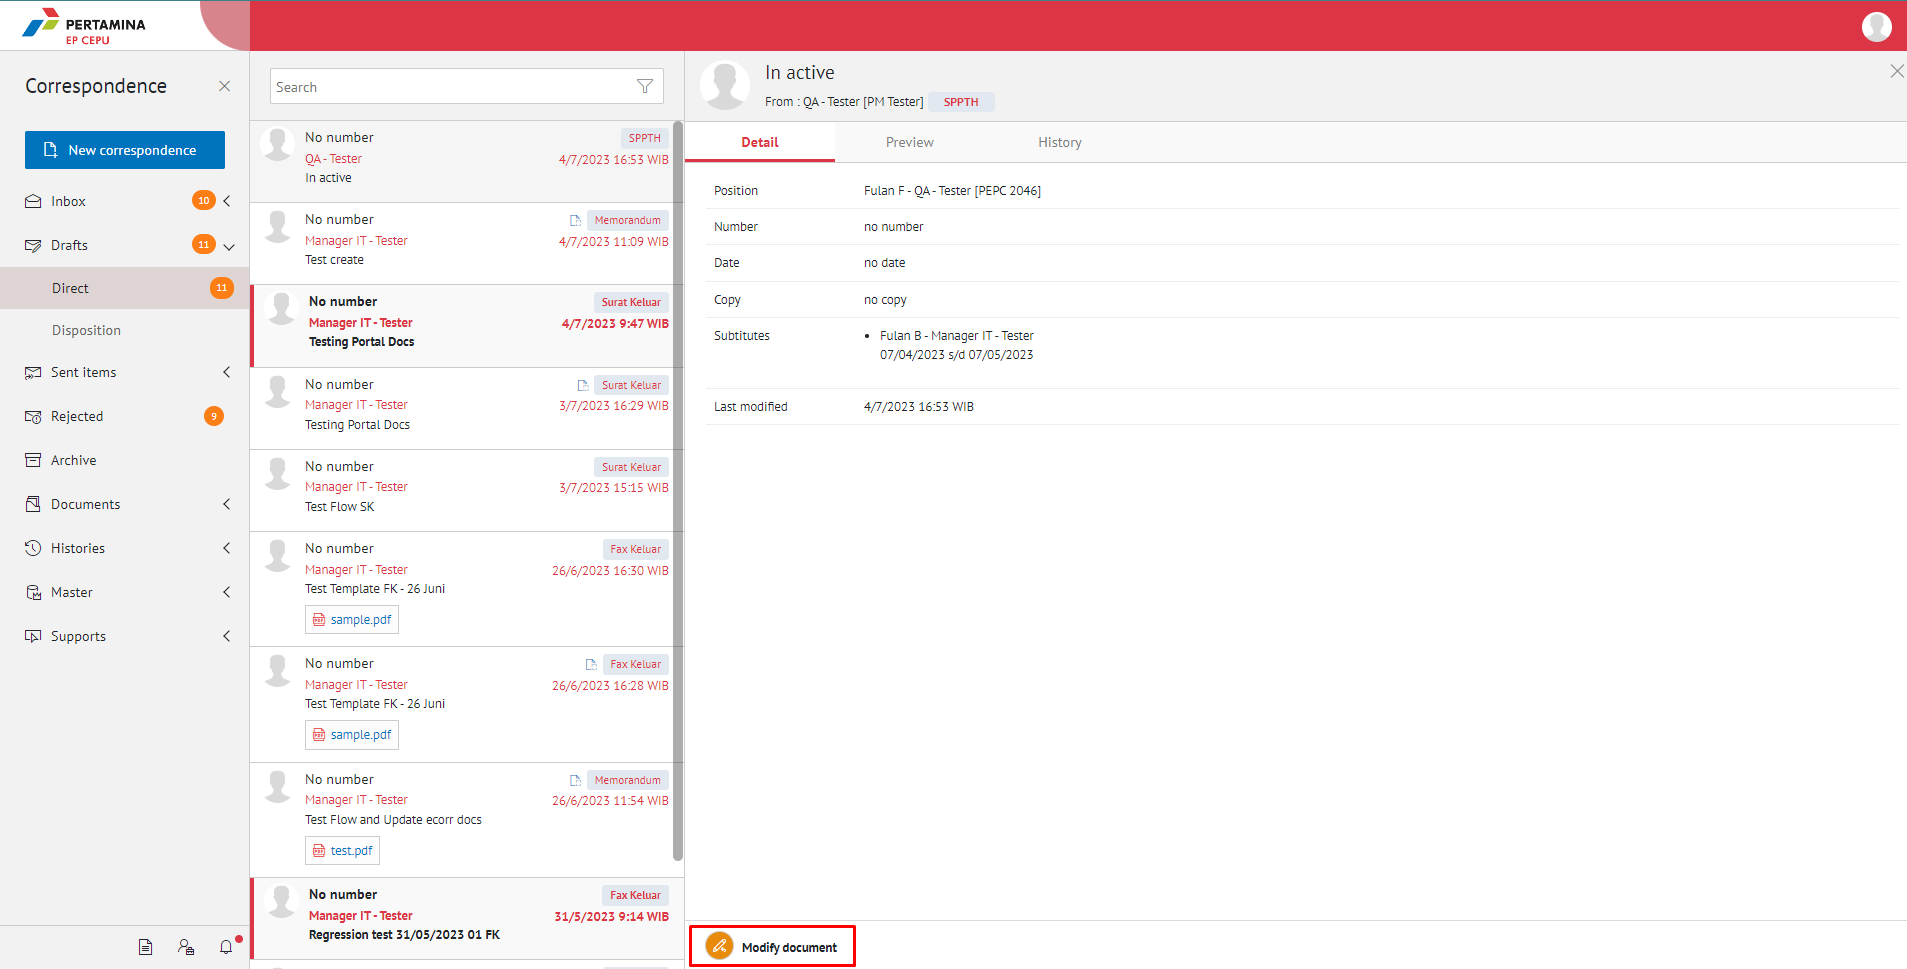 PERTAMINA
EP CEPU
Correspondence
New correspondence
Inbox 10
Drafts 11
Direct 11
Disposition
Sent items
Rejected 9
Archive
Documents
Histories
Master
Supports
Search
No number SPPTH
QA - Tester 4/7/2023 16:53 WIB
In active
No number Memorandum
Manager IT - Tester 4/7/2023 11:09 WIB
Test create
No number Surat Keluar
Manager IT - Tester 4/7/2023 9:47 WIB
Testing Portal Docs
No number Surat Keluar
Manager IT - Tester 3/7/2023 16:29 WIB
Testing Portal Docs
No number Surat Keluar
Manager IT - Tester 3/7/2023 15:15 WIB
Test Flow SK
No number Fax Keluar
Manager IT - Tester 26/6/2023 16:30 WIB
Test Template FK - 26 Juni
sample.pdf
No number Fax Keluar
Manager IT - Tester 26/6/2023 16:28 WIB
Test Template FK - 26 Juni
sample.pdf
No number Memorandum
Manager IT - Tester 26/6/2023 11:54 WIB
Test Flow and Update ecorr docs
test.pdf
No number Fax Keluar
Manager IT - Tester 31/5/2023 9:14 WIB
Regression test 31/05/2023 01 FK
In active
From : QA - Tester [PM Tester] SPPTH
Detail Preview History
Position Fulan F - QA - Tester [PEPC 2046]
Number no number
Date no date
Copy no copy
Subtitutes • Fulan B - Manager IT - Tester
07/04/2023 s/d 07/05/2023
Last modified 4/7/2023 16:53 WIB
Modify document